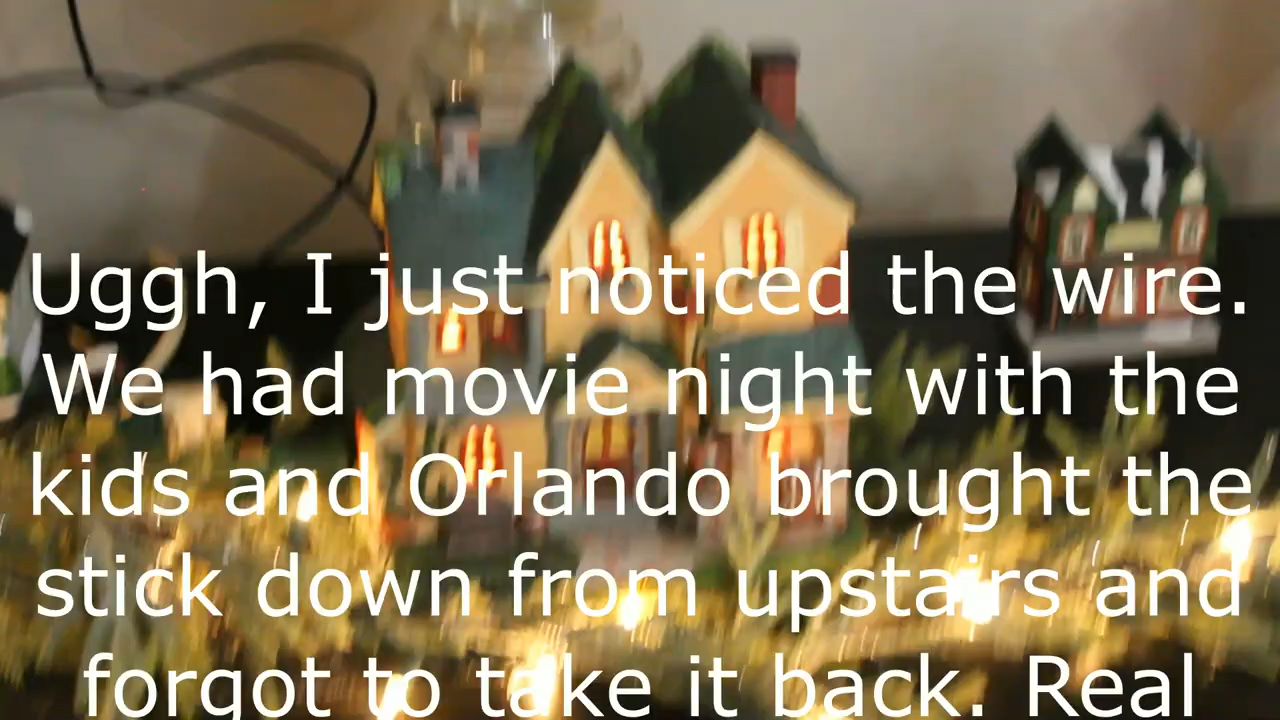 Uggh, I just noticed the wire.
We had movie night with the
kids and Orlando brought the
stick down from upstairs and
forgot to take it back. Real